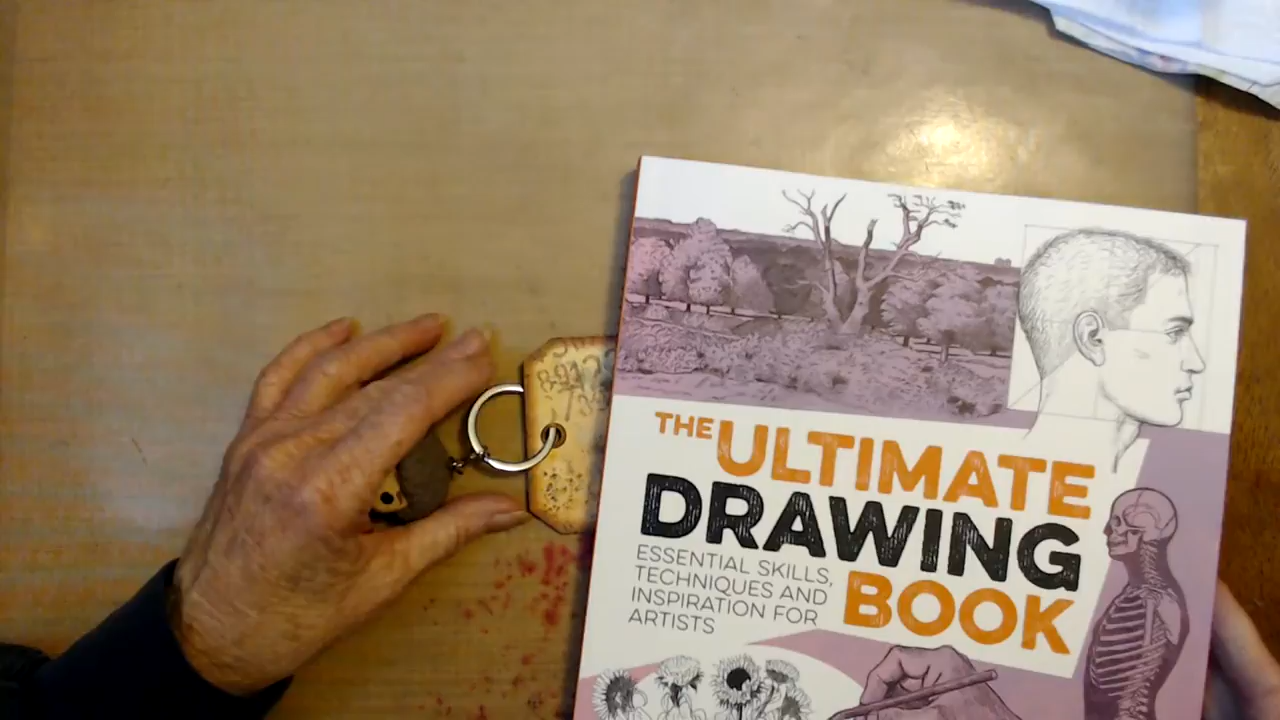 THE ULTIMATE
DRAWING
BOOK
ESSENTIAL SKILLS,
TECHNIQUES AND
INSPIRATION FOR
ARTISTS